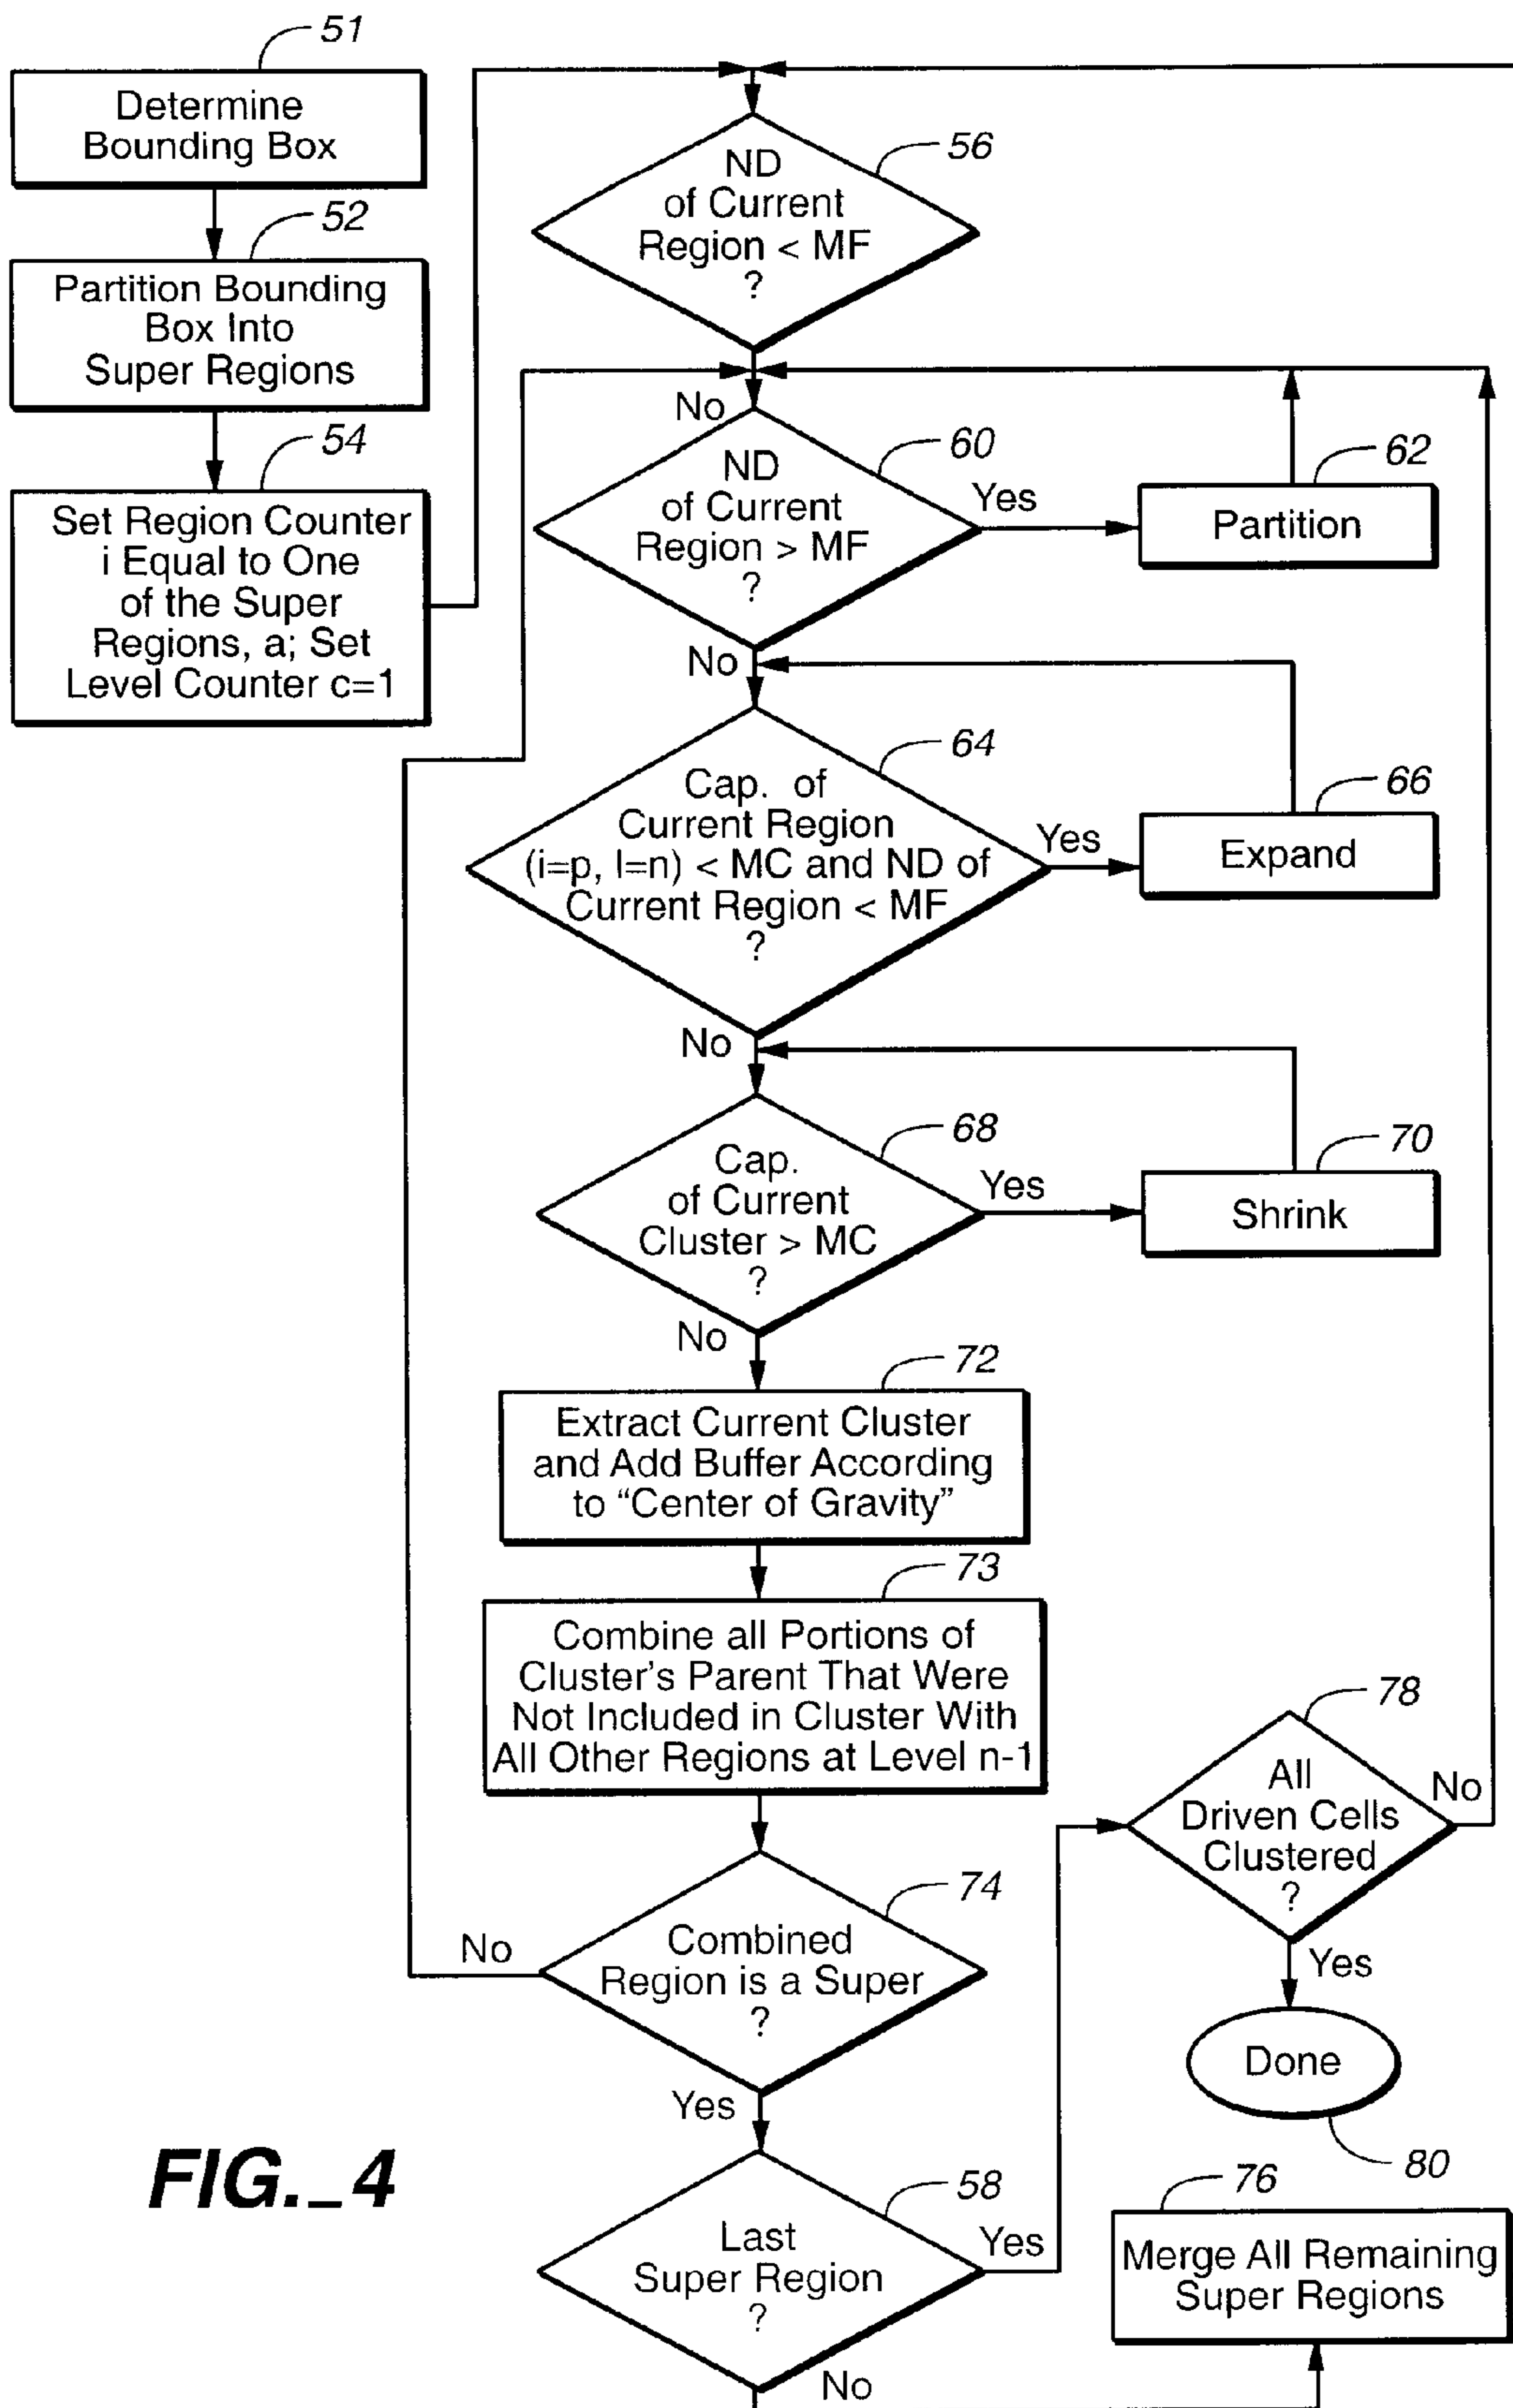 51
Determine
Bounding Box
52
Partition Bounding
Box Into
Super Regions
54
Set Region Counter
i Equal to One
of the Super
Regions, a; Set
Level Counter c=1
56
ND
of Current
Region < MF
?
No
60
ND
of Current
Region > MF
?
Yes
62
Partition
No
64
Cap. of
Current Region
(i=p, l=n) < MC and ND of
Current Region < MF
?
Yes
66
Expand
No
68
Cap.
of Current
Cluster > MC
?
Yes
70
Shrink
No
72
Extract Current Cluster
and Add Buffer According
to “Center of Gravity”
73
Combine all Portions of
Cluster's Parent That Were
Not Included in Cluster With
All Other Regions at Level n-1
74
Combined
Region is a Super
?
No
Yes
58
Last
Super Region
?
Yes
No
78
All
Driven Cells
Clustered
?
No
Yes
Done
80
76
Merge All Remaining
Super Regions
FIG._4